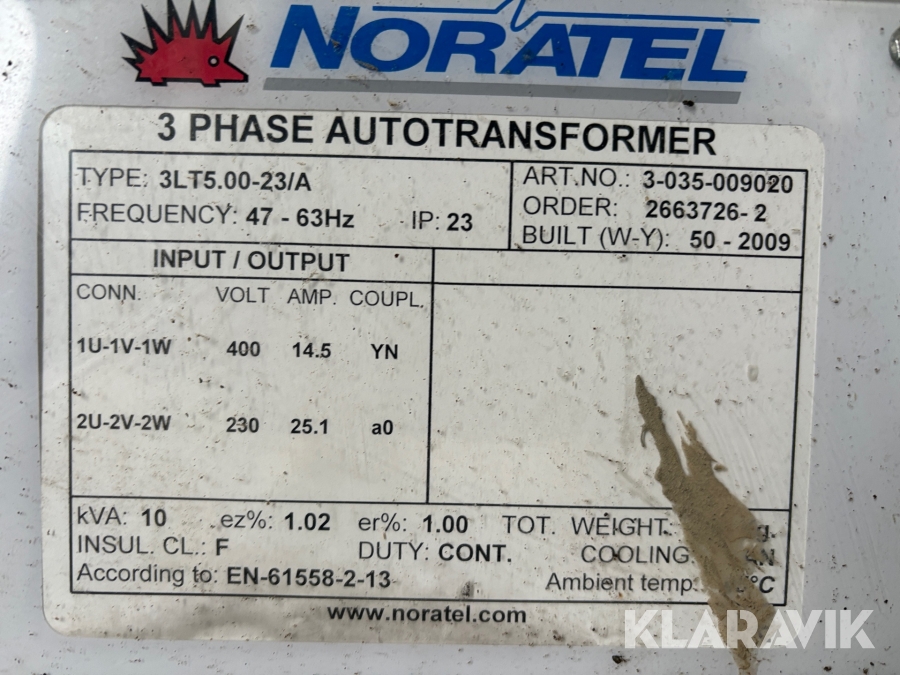 NORATEL
3 PHASE AUTOTRANSFORMER
TYPE: 3LT5.00-23/A
FREQUENCY: 47 - 63Hz IP: 23
ART.NO.: 3-035-009020
ORDER: 2663726-2
BUILT (W-Y): 50 - 2009
INPUT / OUTPUT
CONN. VOLT AMP. COUPL.
1U-1V-1W 400 14.5 YN
2U-2V-2W 230 25.1 a0
kVA: 10 ez%: 1.02 er%: 1.00 TOT. WEIGHT:
INSUL. CL.: F DUTY: CONT. COOLING
According to: EN-61558-2-13 Ambient temp.: °C
www.noratel.com
KLARAVIK